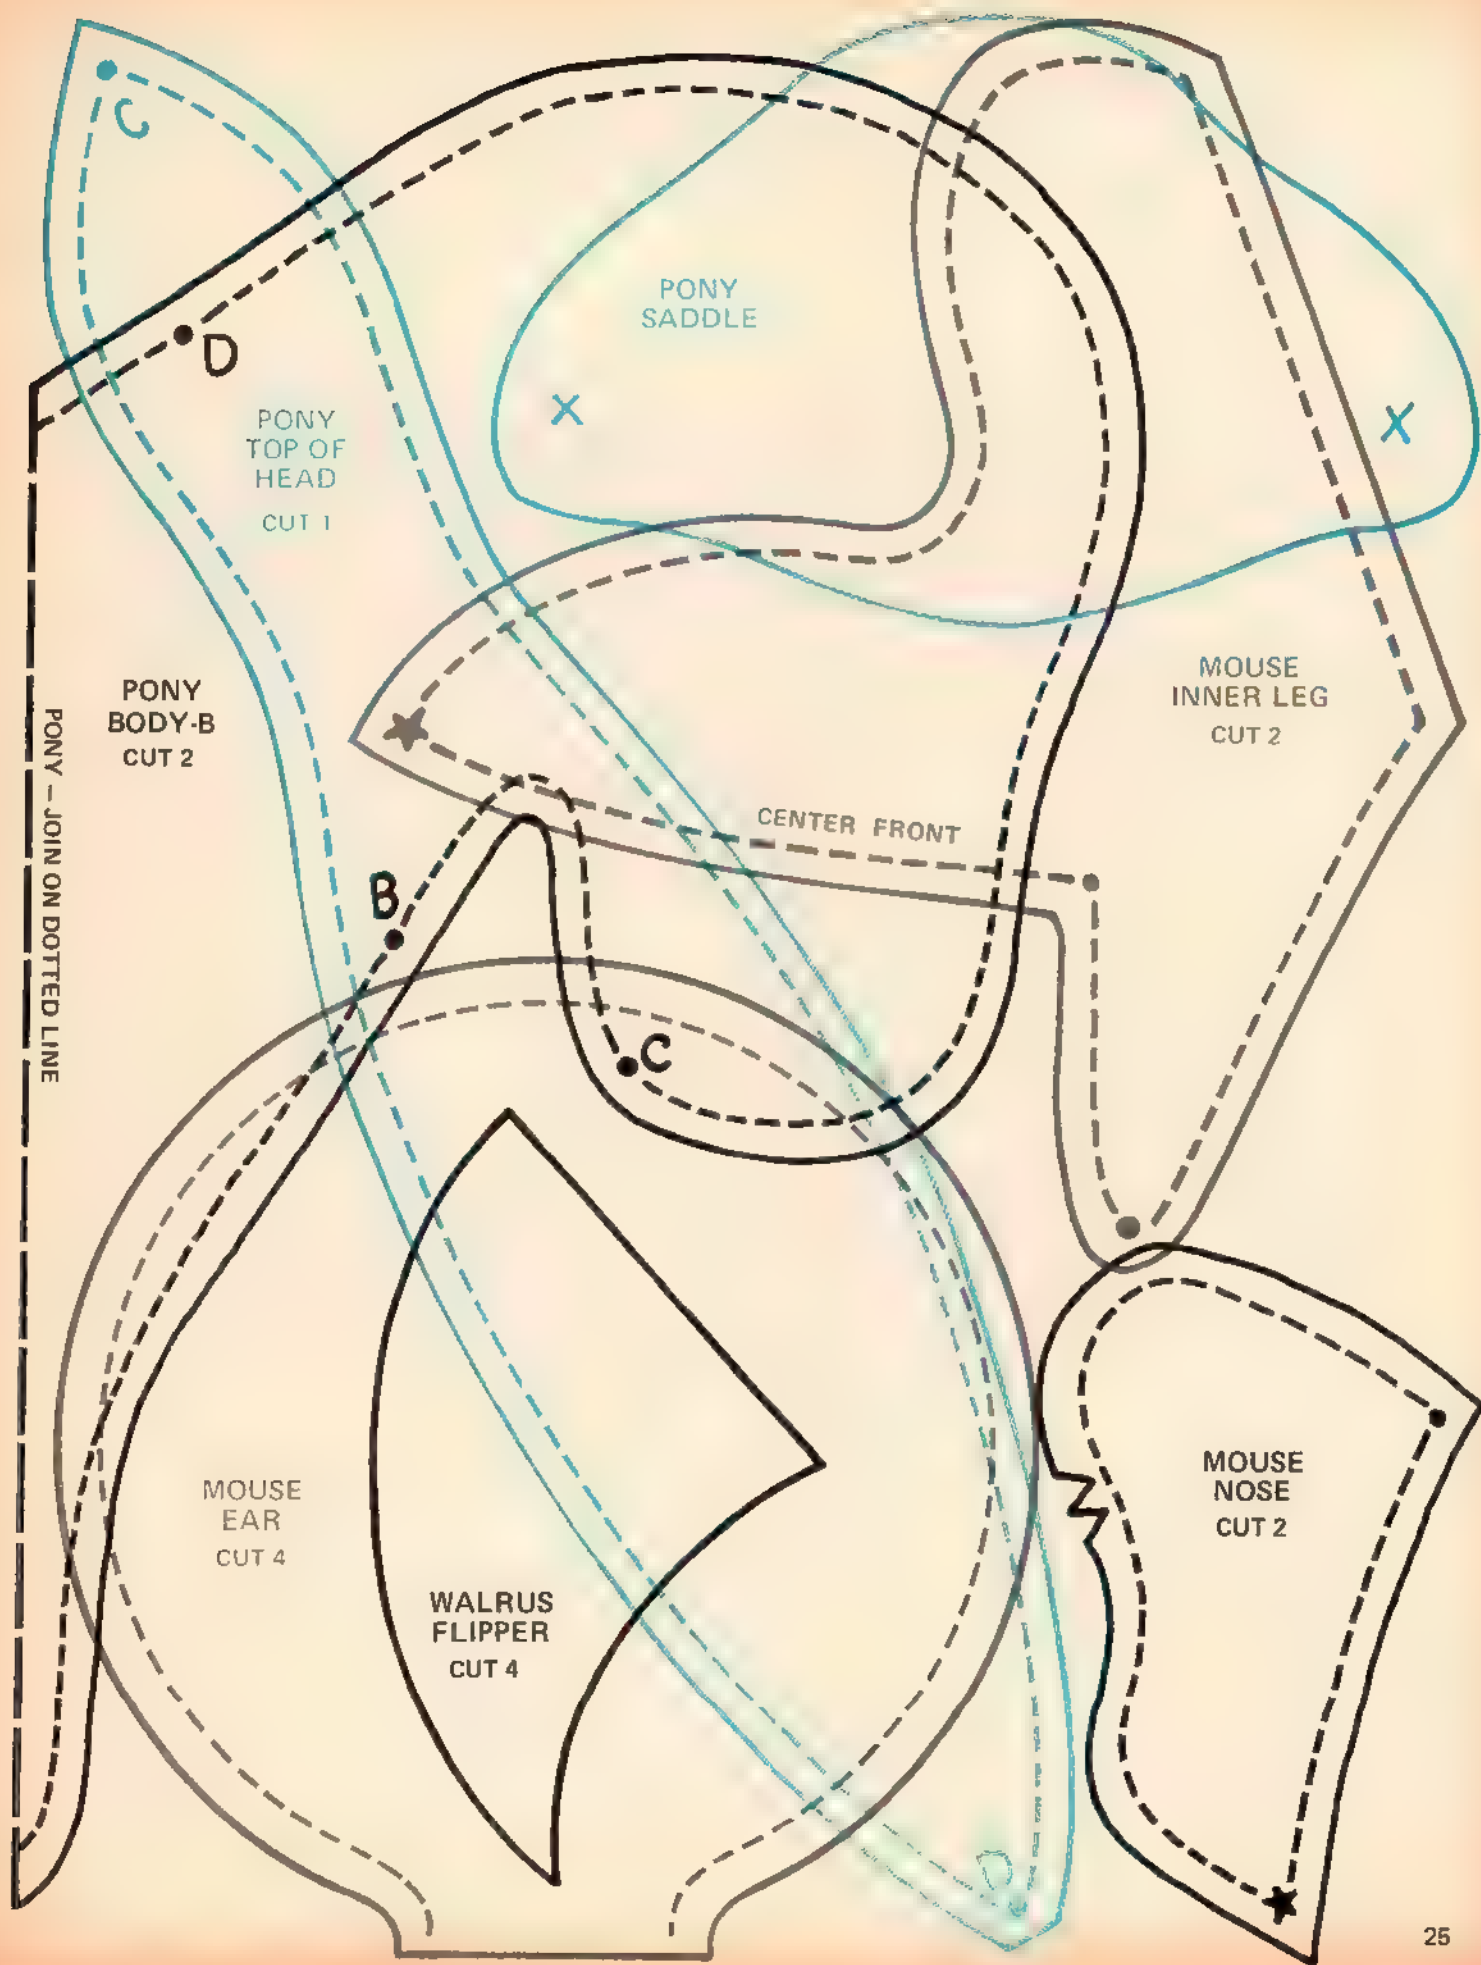 C
D
PONY
SADDLE
X
X
PONY
TOP OF
HEAD
CUT 1
PONY
BODY-B
CUT 2
PONY – JOIN ON DOTTED LINE
MOUSE
INNER LEG
CUT 2
CENTER FRONT
B
C
MOUSE
EAR
CUT 4
WALRUS
FLIPPER
CUT 4
MOUSE
NOSE
CUT 2
D
25